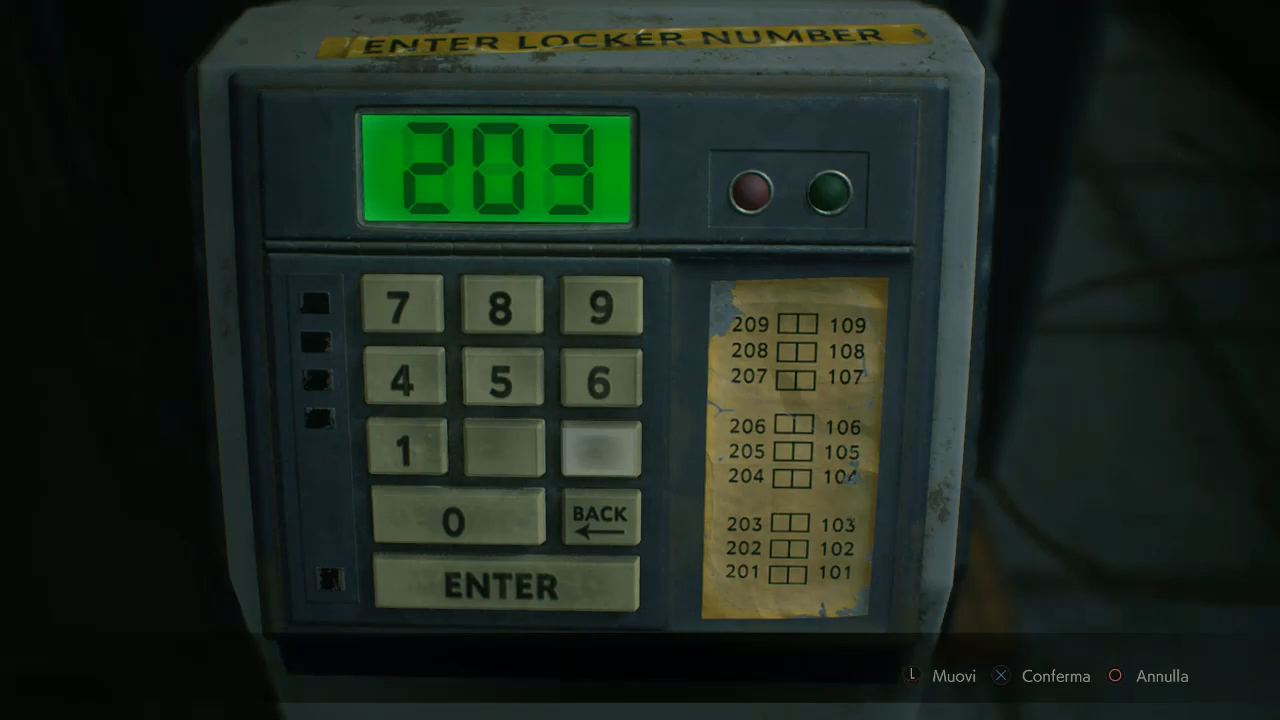 ENTER LOCKER NUMBER
203
7 8 9
4 5 6
1
0 BACK
ENTER
209 109
208 108
207 107
206 106
205 105
204 104
203 103
202 102
201 101
L Muovi Conferma Annulla